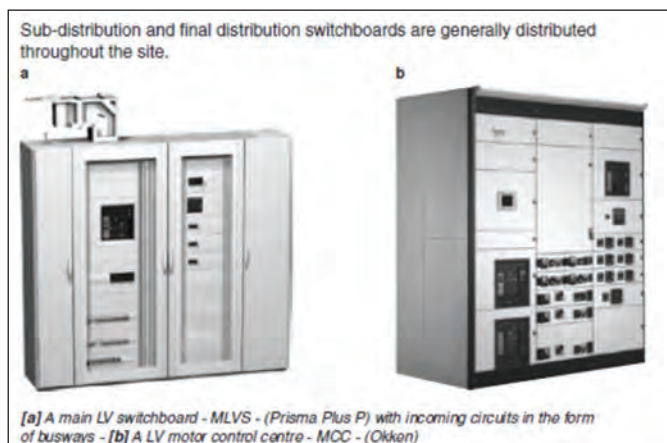 Sub-distribution and final distribution switchboards are generally distributed
throughout the site.
a
b
[a] A main LV switchboard - MLVS - (Prisma Plus P) with incoming circuits in the form
of busways - [b] A LV motor control centre - MCC - (Okken)